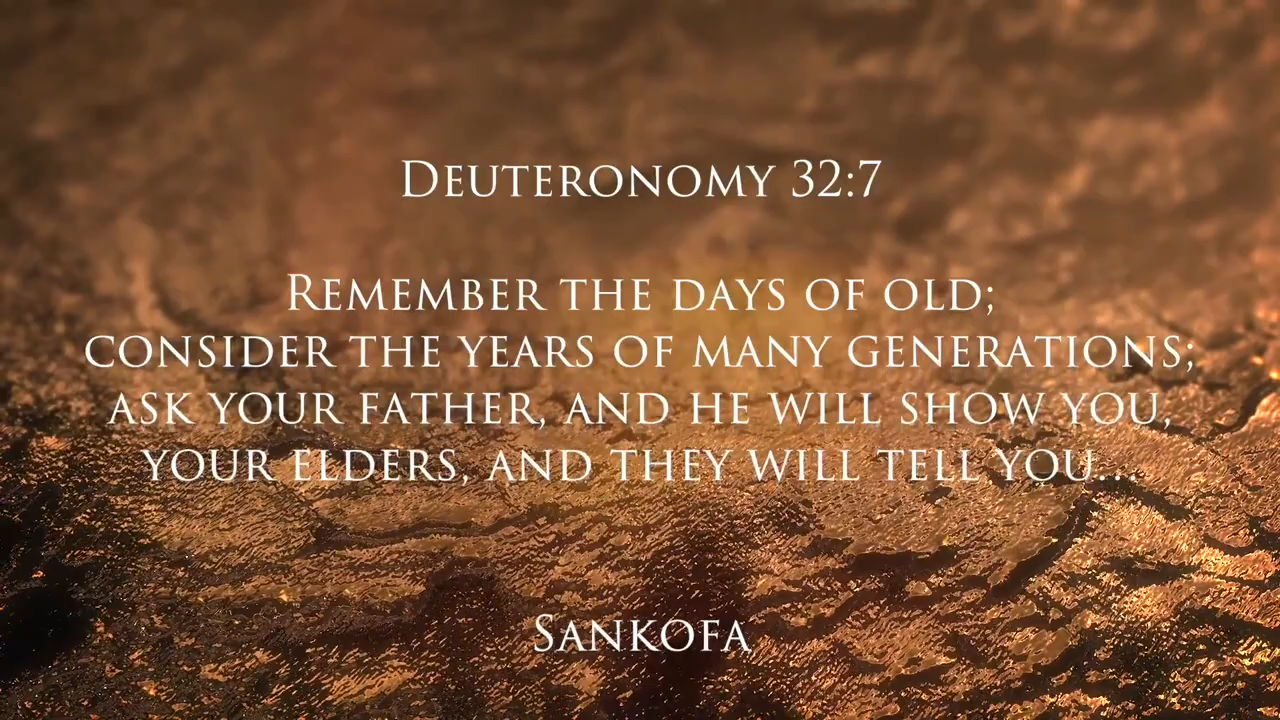 Deuteronomy 32:7
Remember the days of old;
consider the years of many generations;
ask your father, and he will show you,
your elders, and they will tell you...
Sankofa